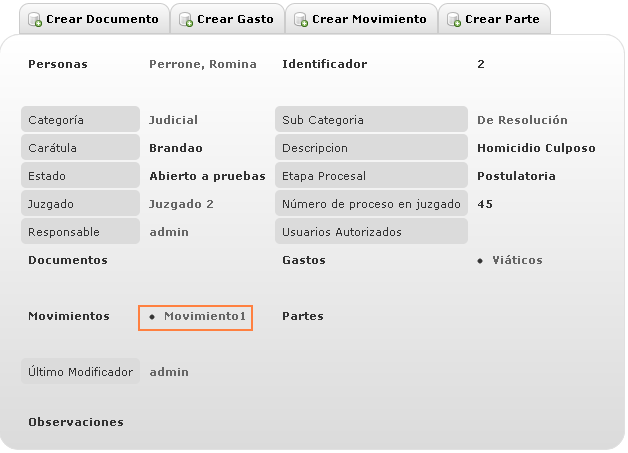 Crear Documento Crear Gasto Crear Movimiento Crear Parte
Personas Perrone, Romina Identificador 2
Categoría Judicial Sub Categoria De Resolución
Carátula Brandao Descripcion Homicidio Culposo
Estado Abierto a pruebas Etapa Procesal Postulatoria
Juzgado Juzgado 2 Número de proceso en juzgado 45
Responsable admin Usuarios Autorizados
Documentos Gastos • Viáticos
Movimientos • Movimiento1 Partes
Último Modificador admin
Observaciones